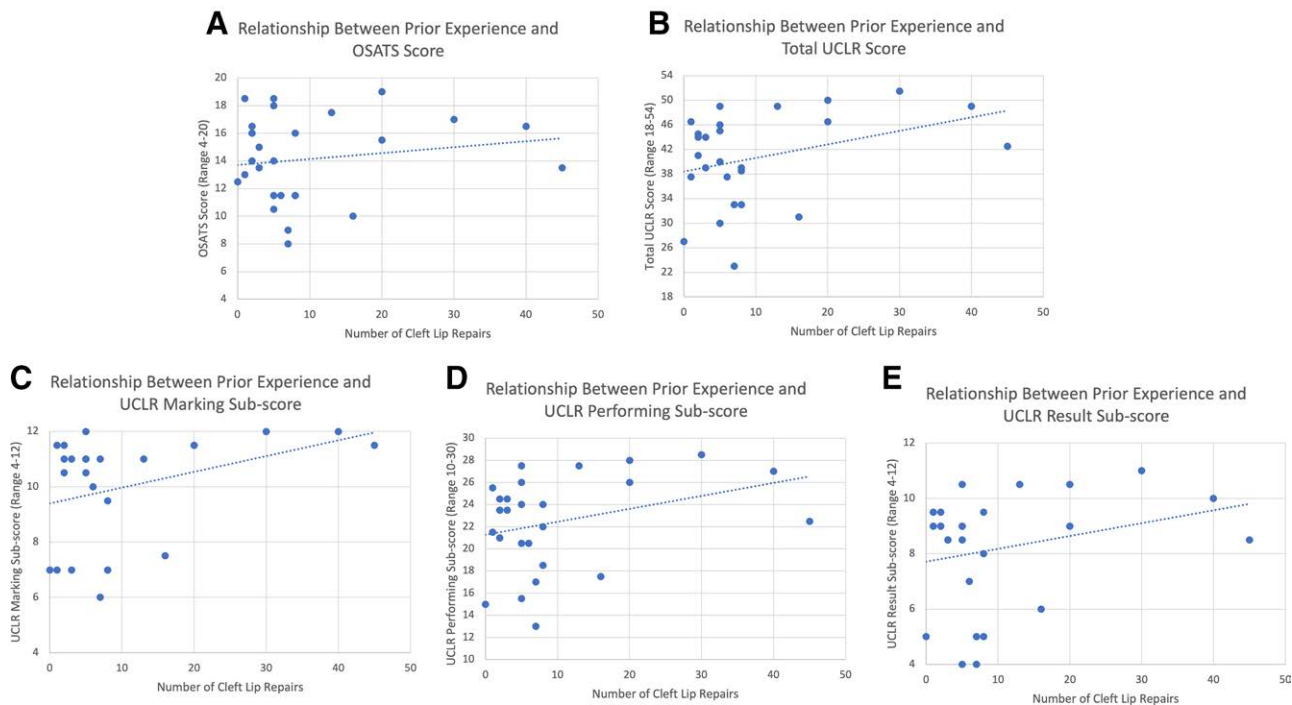 A
Relationship Between Prior Experience and
OSATS Score
OSATS Score (Range 4-20)
20
18
16
14
12
10
8
6
4
0 10 20 30 40 50
Number of Cleft Lip Repairs
B
Relationship Between Prior Experience and
Total UCLR Score
Total UCLR Score (Range 18-54)
54
50
46
42
38
34
30
26
22
18
0 10 20 30 40 50
Number of Cleft Lip Repairs
C
Relationship Between Prior Experience and
UCLR Marking Sub-score
UCLR Marking Sub-score (Range 4-12)
12
10
8
6
4
0 10 20 30 40 50
Number of Cleft Lip Repairs
D
Relationship Between Prior Experience and
UCLR Performing Sub-score
UCLR Performing Sub-score (Range 10-30)
30
28
26
24
22
20
18
16
14
12
10
0 10 20 30 40 50
Number of Cleft Lip Repairs
E
Relationship Between Prior Experience and
UCLR Result Sub-score
UCLR Result Sub-score (Range 4-12)
12
10
8
6
4
0 10 20 30 40 50
Number of Cleft Lip Repairs